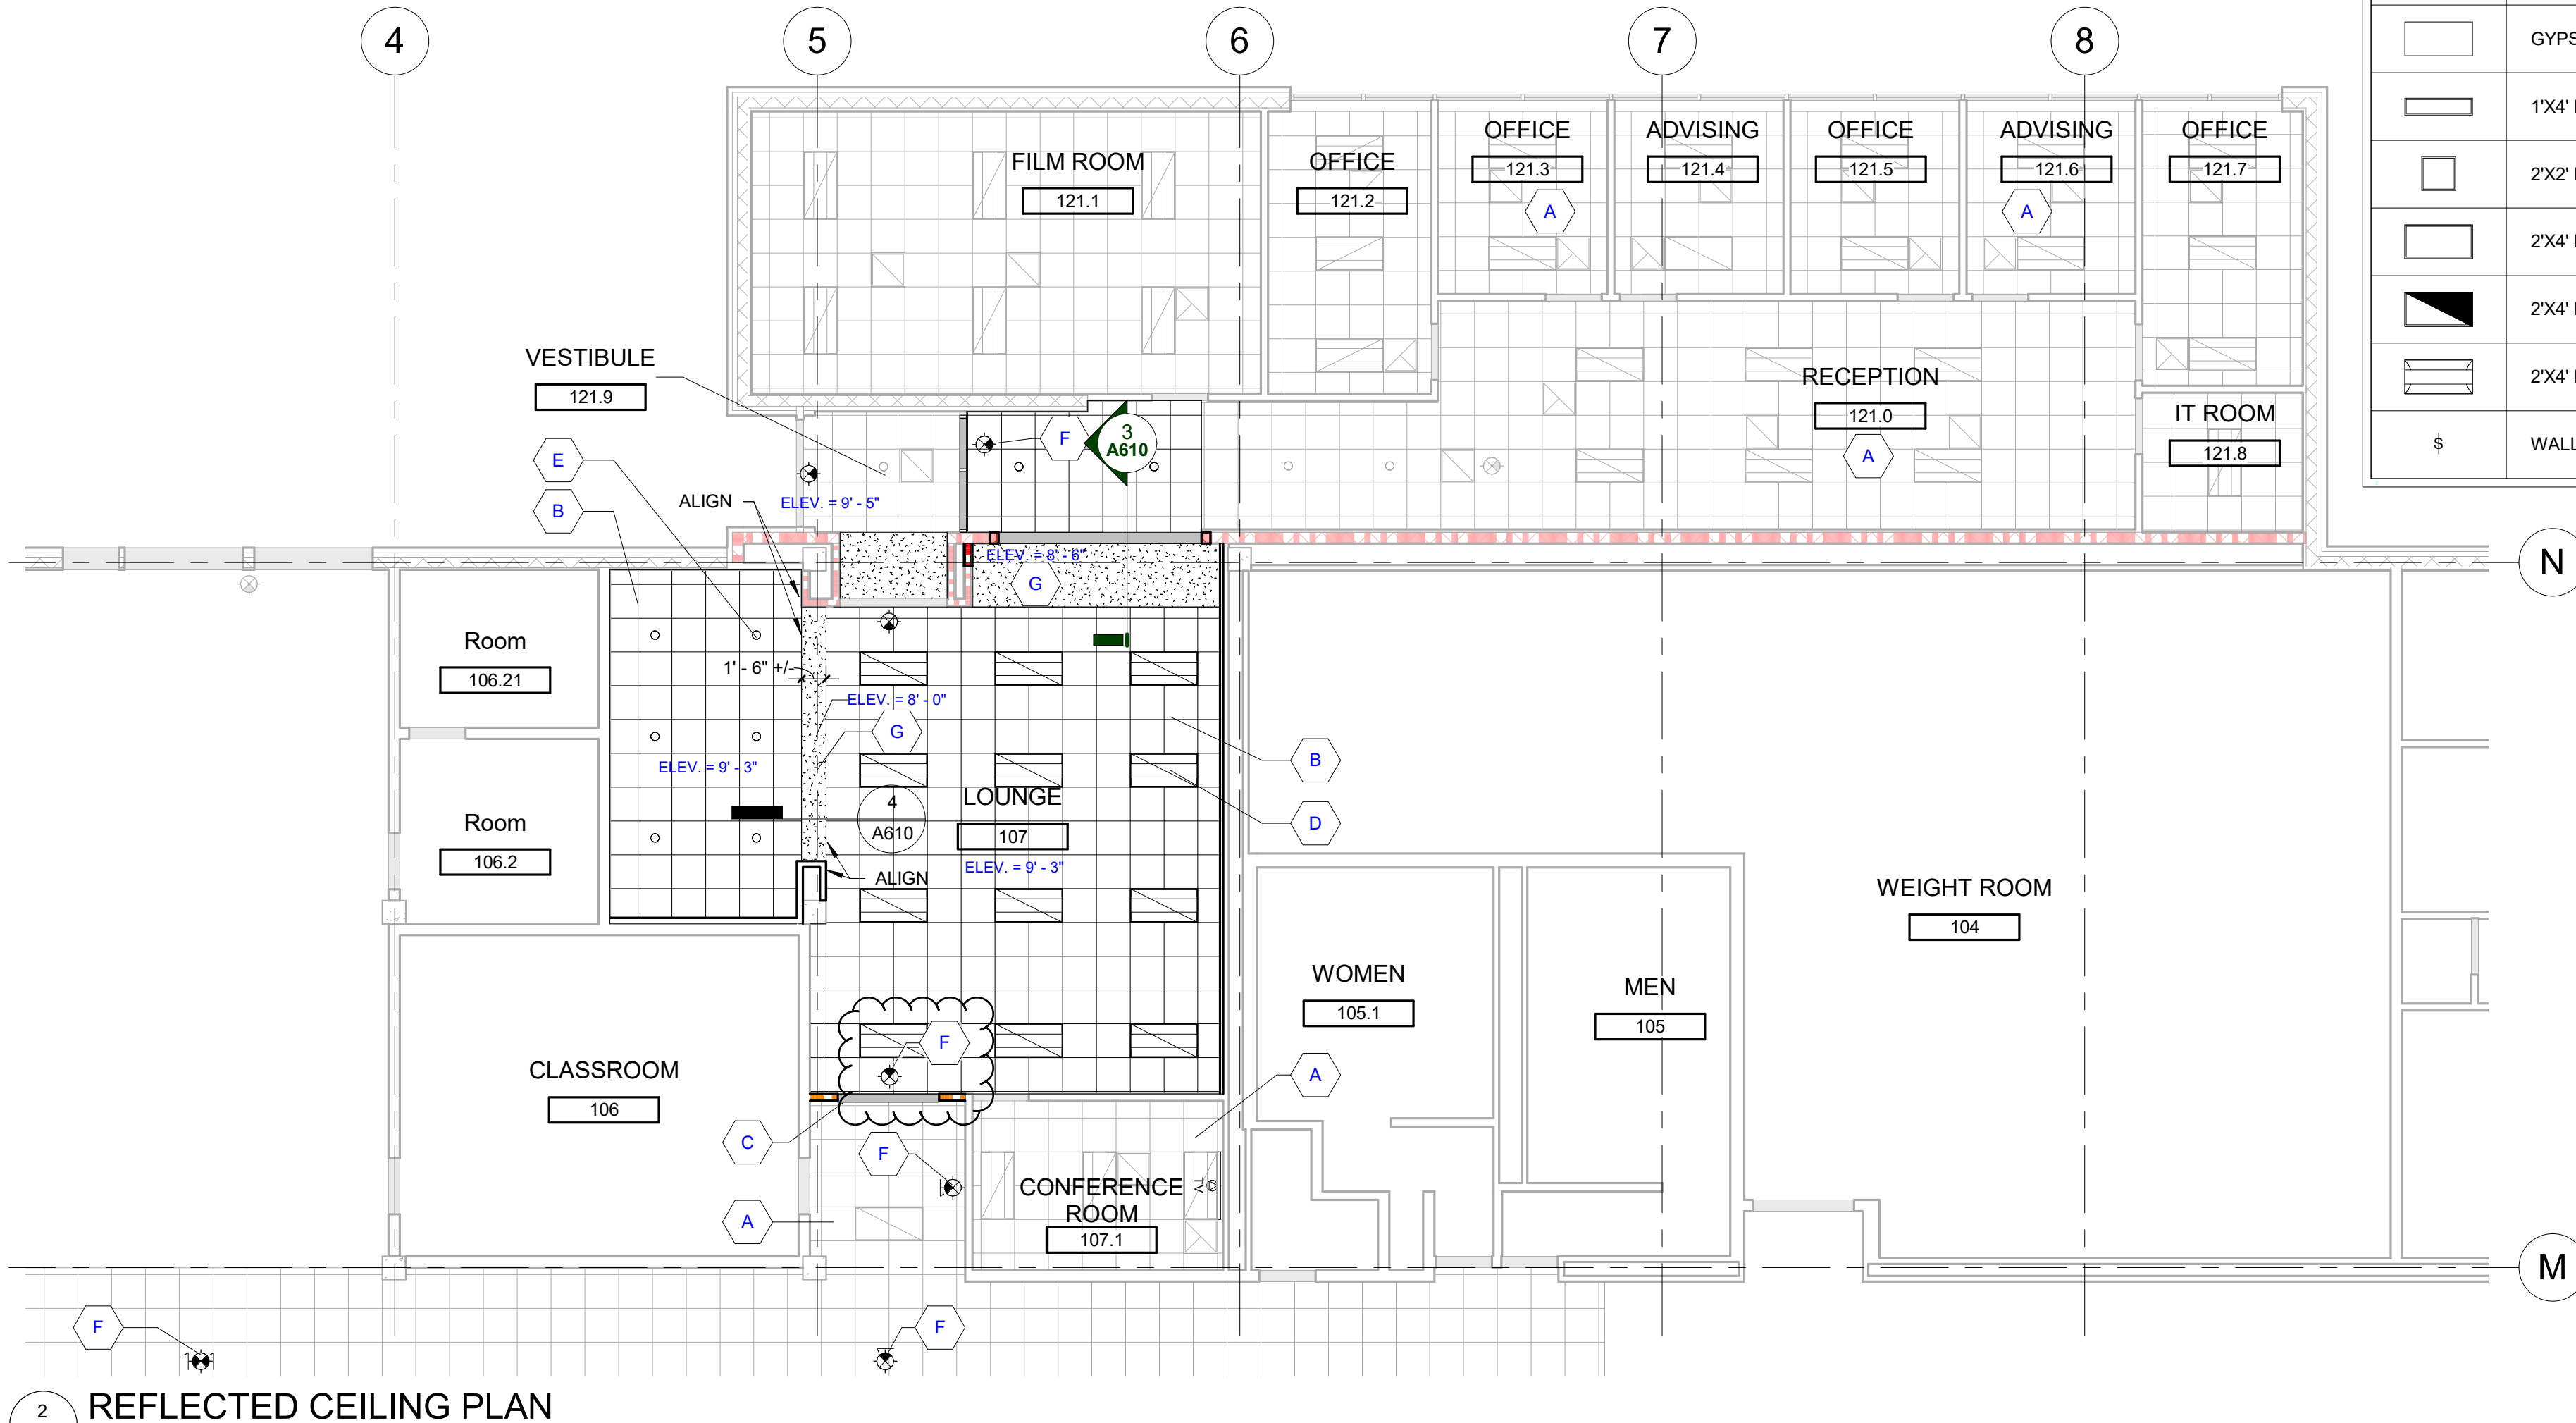 4
5
6
7
8
GYPS
1'X4'
2'X2'
2'X4'
2'X4'
2'X4'
$
WALL
FILM ROOM
121.1
OFFICE
121.2
OFFICE
121.3
A
ADVISING
121.4
OFFICE
121.5
ADVISING
121.6
A
OFFICE
121.7
VESTIBULE
121.9
RECEPTION
121.0
A
IT ROOM
121.8
F
3
A610
E
B
ALIGN
ELEV. = 9' - 5"
ELEV. = 8' - 6"
G
N
Room
106.21
1' - 6" +/-
ELEV. = 8' - 0"
G
ELEV. = 9' - 3"
B
D
Room
106.2
4
A610
LOUNGE
107
ELEV. = 9' - 3"
ALIGN
WEIGHT ROOM
104
WOMEN
105.1
MEN
105
CLASSROOM
106
F
A
C
F
A
CONFERENCE
ROOM
107.1
TV
M
F
F
2
REFLECTED CEILING PLAN